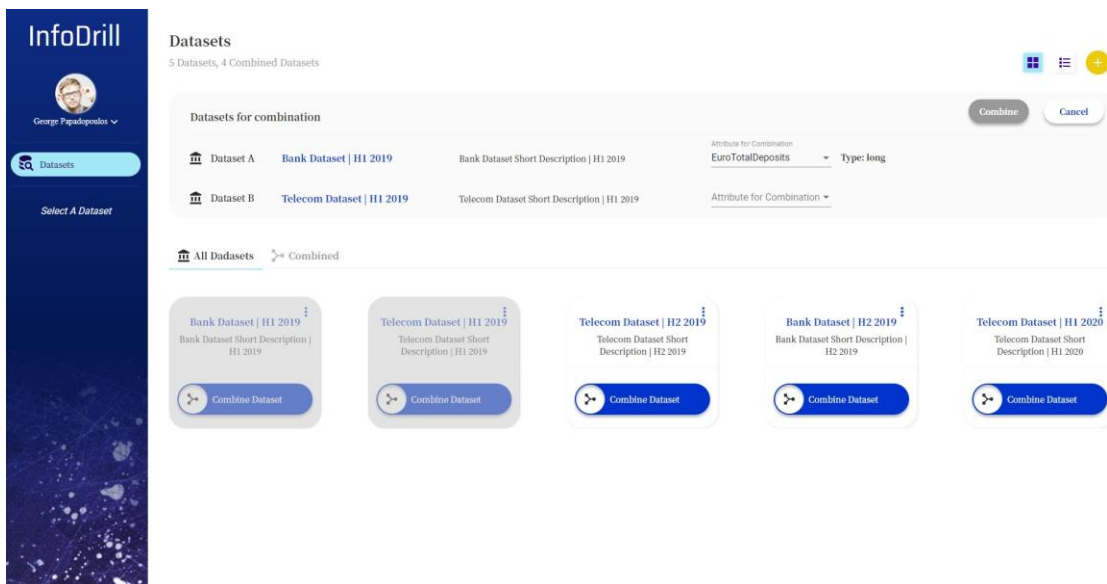 InfoDrill
George Papadopoulos
Datasets
Select A Dataset
Datasets
5 Datasets, 4 Combined Datasets
Datasets for combination
Combine
Cancel
Dataset A Bank Dataset | H1 2019 Bank Dataset Short Description | H1 2019
Attribute for Combination
EuroTotalDeposits Type: long
Dataset B Telecom Dataset | H1 2019 Telecom Dataset Short Description | H1 2019 Attribute for Combination
All Dadasets Combined
Bank Dataset | H1 2019
Bank Dataset Short Description |
H1 2019
Combine Dataset
Telecom Dataset | H1 2019
Telecom Dataset Short
Description | H1 2019
Combine Dataset
Telecom Dataset | H2 2019
Telecom Dataset Short
Description | H2 2019
Combine Dataset
Bank Dataset | H2 2019
Bank Dataset Short Description |
H2 2019
Combine Dataset
Telecom Dataset | H1 2020
Telecom Dataset Short
Description | H1 2020
Combine Dataset